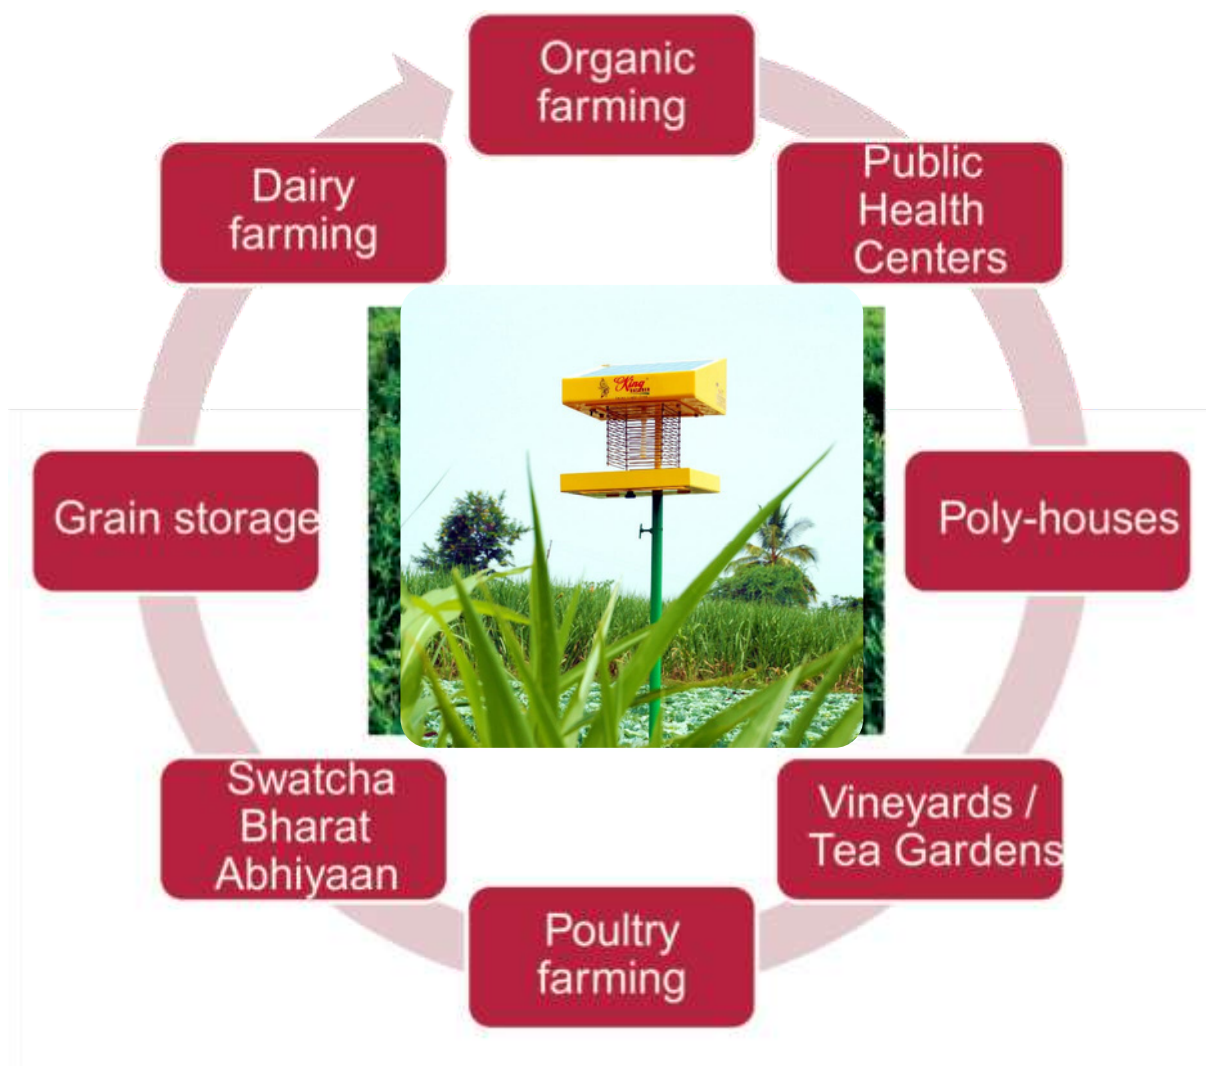 Organic
farming
Public
Health
Centers
Poly-houses
Vineyards /
Tea Gardens
Poultry
farming
Swatcha
Bharat
Abhiyaan
Grain storage
Dairy
farming
King